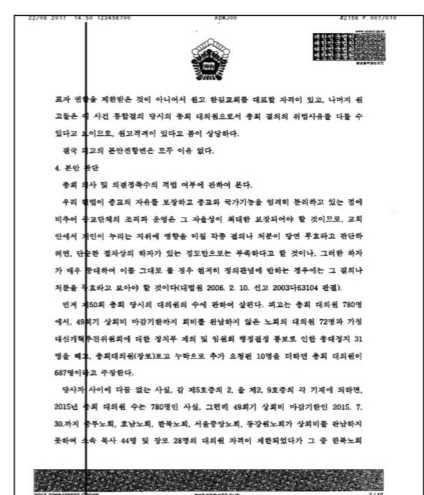 22/06 2017 14:50 123456700 ADMJ00 #2156 P.007/010
표자 권한을 제한받은 것이 아니어서 원고 한길교회를 대표할 자격이 있고, 나머지 원
고들은 이 사건 통합결의 당시의 총회 대의원으로서 총회 결의의 위법사유를 다툴 수
있다고 보이므로, 원고적격이 있다고 봄이 상당하다.
결국 피고의 본안전항변은 모두 이유 없다.
4. 본안 판단
총회 의사 및 의결정족수의 적법 여부에 관하여 본다.
우리 헌법이 종교의 자유를 보장하고 종교와 국가기능을 엄격히 분리하고 있는 점에
비추어 종교단체의 조직과 운영은 그 자율성이 최대한 보장되어야 할 것이므로, 교회
안에서 개인이 누리는 지위에 영향을 미칠 각종 결의나 처분이 당연 무효라고 판단하
려면, 단순한 절차상의 하자가 있는 정도만으로는 부족하다고 할 것이나, 그러한 하자
가 매우 중대하여 이를 그대로 둘 경우 현저히 정의관념에 반하는 경우에는 그 결의나
처분을 무효라고 보아야 할 것이다(대법원 2006. 2. 10. 선고 2003다63104 판결).
먼저 제50회 총회 당시의 대의원의 수에 관하여 살핀다. 피고는 총회 대의원 780명
에서, 49회기 상회비 마감기한까지 회비를 완납하지 않은 노회의 대의원 72명과 가칭
대신개혁추진위원회에 대한 정치부 제의 및 임원회 행정결정 통보로 인한 총대정지 31
명을 빼고, 총회대의원(장로)보고 누락으로 추가 요청된 10명을 더하면 총회 대의원이
687명이라고 주장한다.
당사자 사이에 다툼 없는 사실, 갑 제5호증의 2, 을 제2, 9호증의 각 기재에 의하면,
2015년 총회 대의원 수는 780명인 사실, 그런데 49회기 상회비 마감기한인 2015. 7.
30.까지 중부노회, 호남노회, 한북노회, 서울중앙노회, 동강원노회가 상회비를 완납하지
못하여 소속 목사 44명 및 장로 28명의 대의원 자격이 제한되었다가 그 중 한북노회